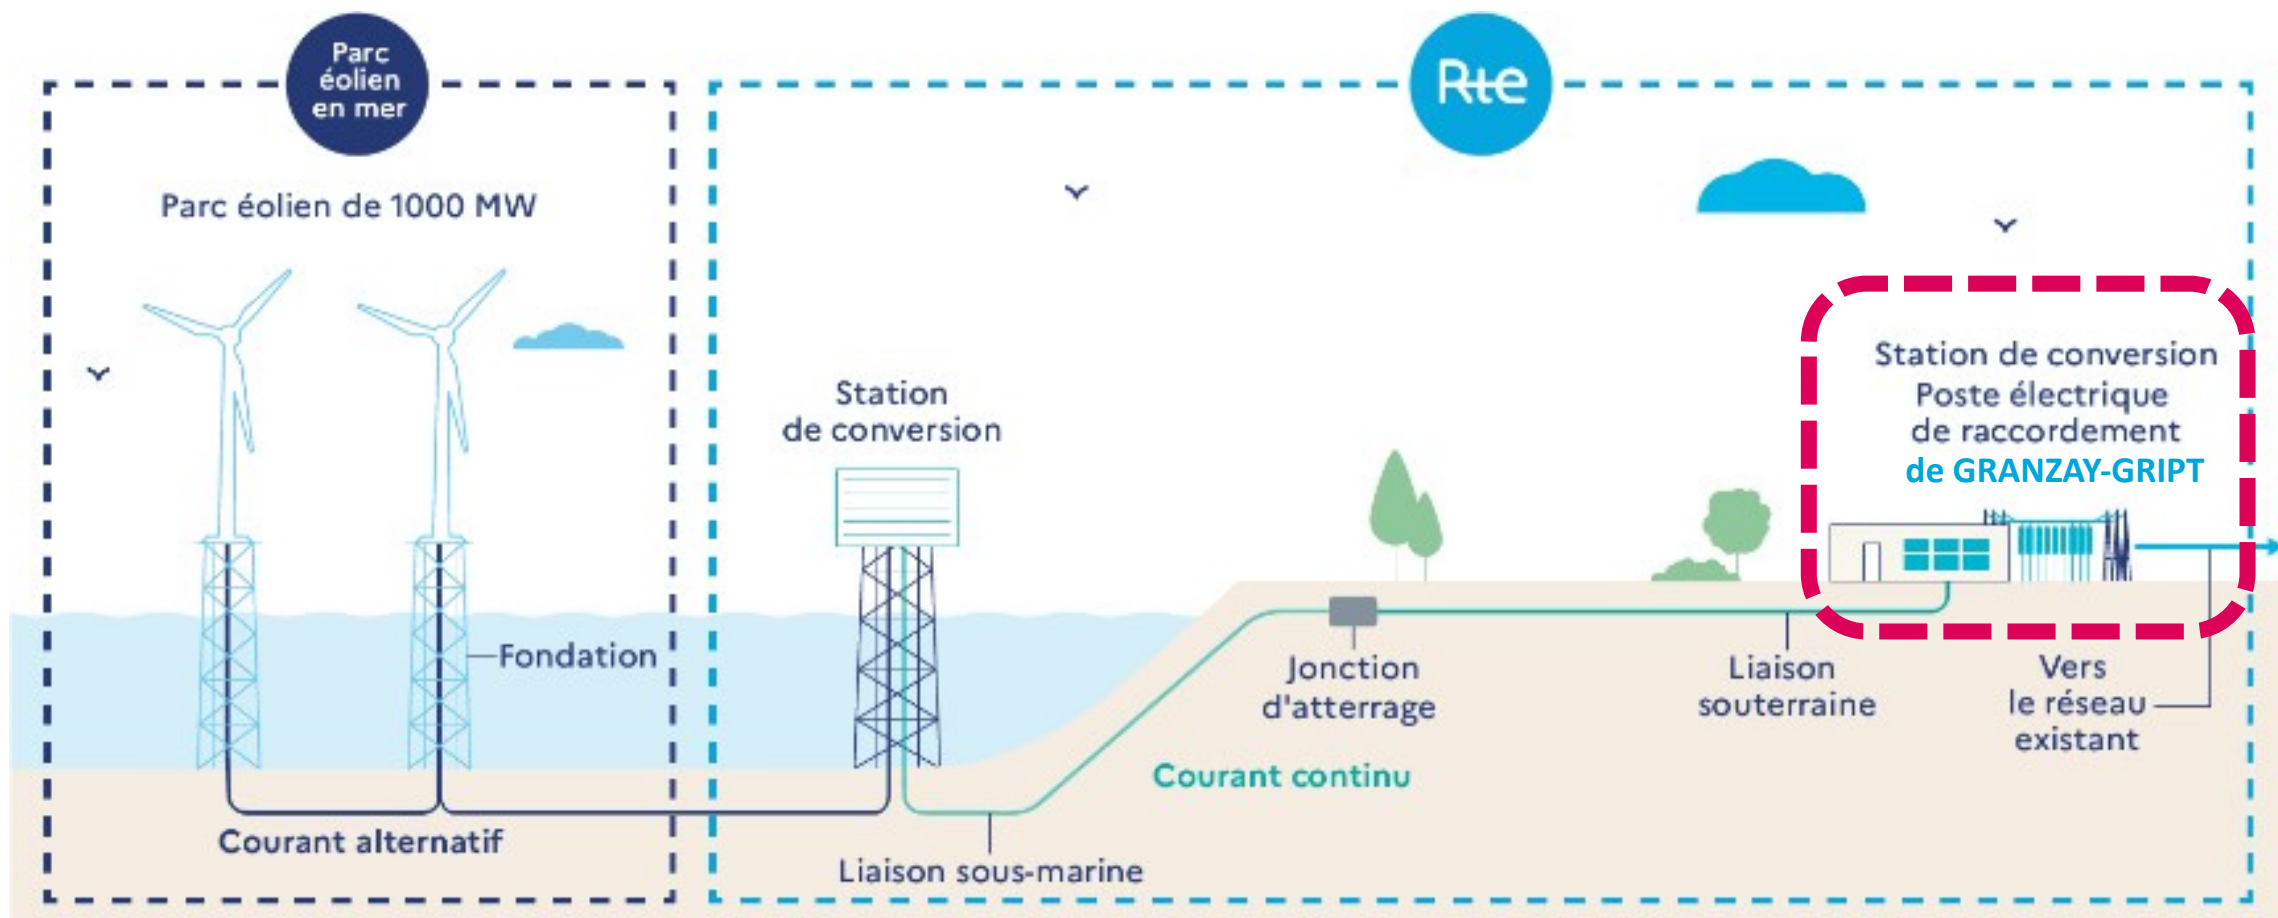 Parc
éolien
en mer
Rte
Parc éolien de 1000 MW
Station
de conversion
Station de conversion
Poste électrique
de raccordement
de GRANZAY-GRIPT
Fondation
Jonction
d'atterrage
Liaison
souterraine
Vers
le réseau
existant
Courant continu
Courant alternatif
Liaison sous-marine